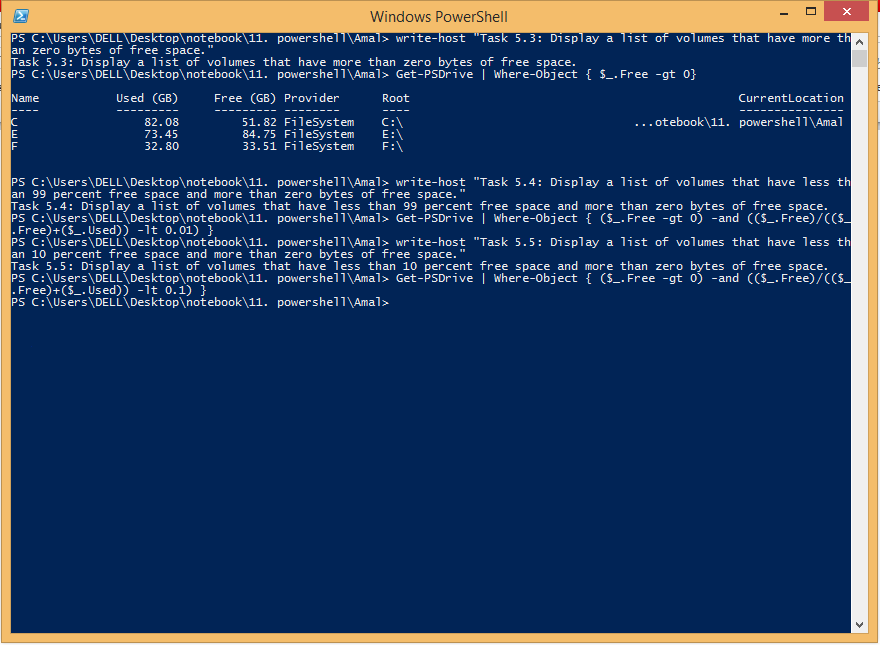 Windows PowerShell
PS C:\Users\DELL\Desktop\notebook\11. powershell\Amal> write-host "Task 5.3: Display a list of volumes that have more th
an zero bytes of free space."
Task 5.3: Display a list of volumes that have more than zero bytes of free space.
PS C:\Users\DELL\Desktop\notebook\11. powershell\Amal> Get-PSDrive | Where-Object { $_.Free -gt 0}
Name Used (GB) Free (GB) Provider Root CurrentLocation
---- --------- --------- -------- ---- ---------------
C 82.08 51.82 FileSystem C:\ ...otebook\11. powershell\Amal
E 73.45 84.75 FileSystem E:\
F 32.80 33.51 FileSystem F:\
PS C:\Users\DELL\Desktop\notebook\11. powershell\Amal> write-host "Task 5.4: Display a list of volumes that have less th
an 99 percent free space and more than zero bytes of free space."
Task 5.4: Display a list of volumes that have less than 99 percent free space and more than zero bytes of free space.
PS C:\Users\DELL\Desktop\notebook\11. powershell\Amal> Get-PSDrive | Where-Object { ($_.Free -gt 0) -and (($_.Free)/(($_
.Free)+($_.Used)) -lt 0.01) }
PS C:\Users\DELL\Desktop\notebook\11. powershell\Amal> write-host "Task 5.5: Display a list of volumes that have less th
an 10 percent free space and more than zero bytes of free space."
Task 5.5: Display a list of volumes that have less than 10 percent free space and more than zero bytes of free space.
PS C:\Users\DELL\Desktop\notebook\11. powershell\Amal> Get-PSDrive | Where-Object { ($_.Free -gt 0) -and (($_.Free)/(($_
.Free)+($_.Used)) -lt 0.1) }
PS C:\Users\DELL\Desktop\notebook\11. powershell\Amal>